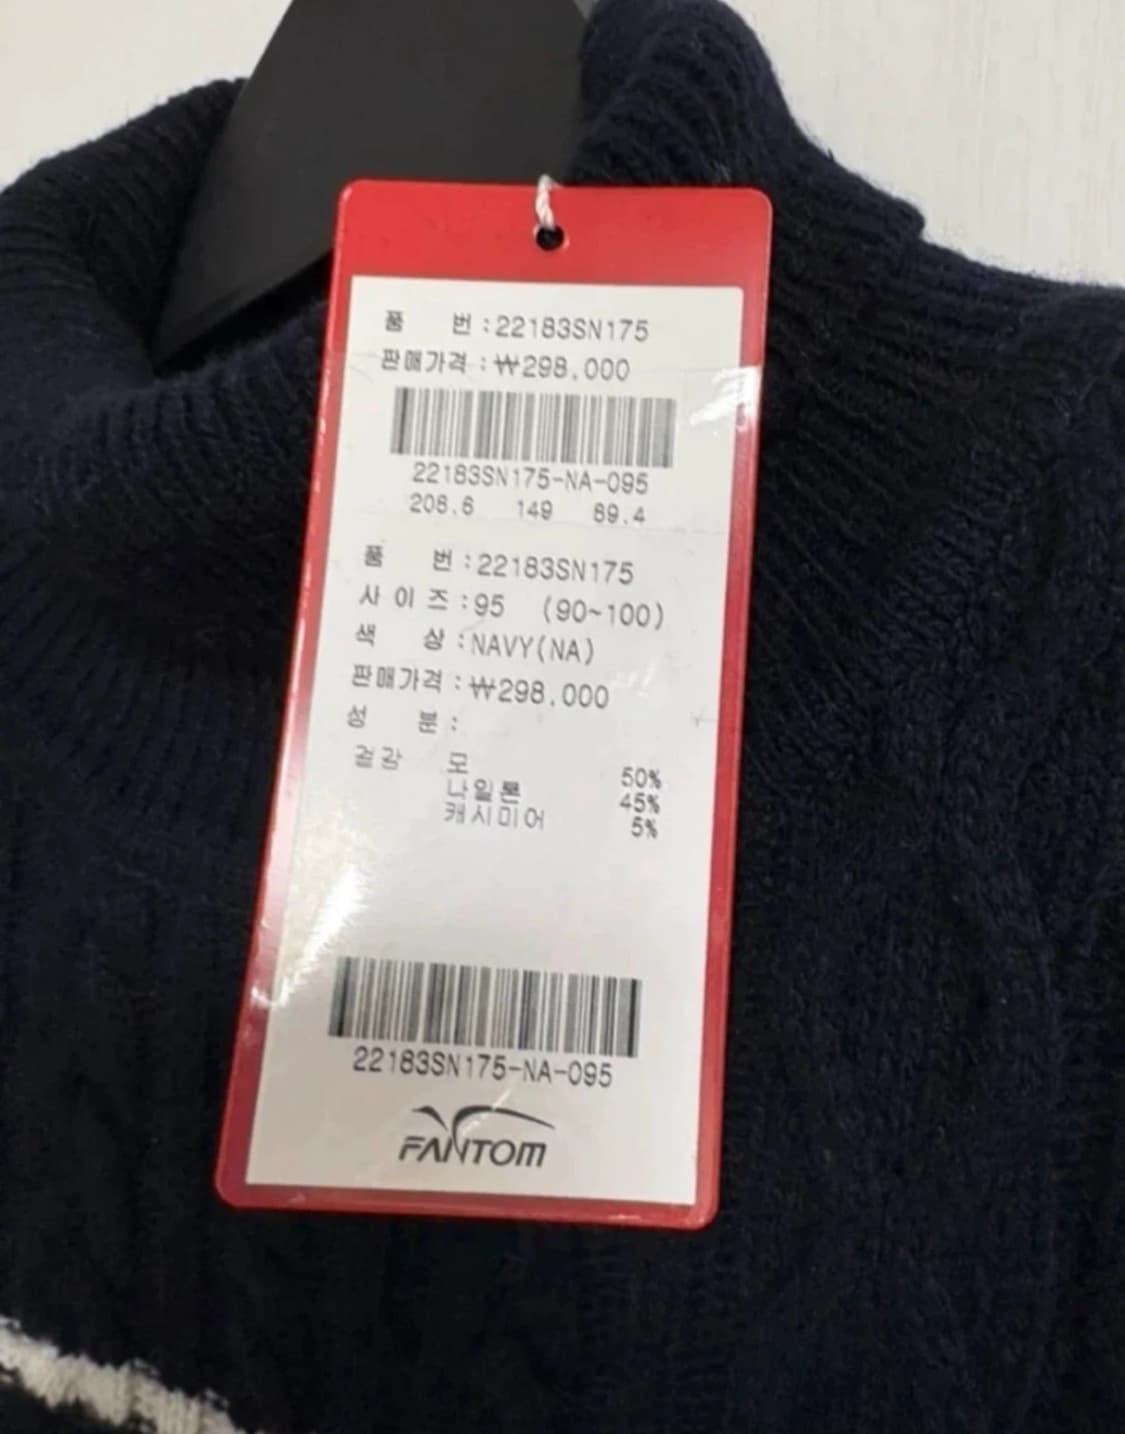 품 번 : 22183SN175
판매가격 : ₩298,000
22183SN175-NA-095
208.6 149 89.4
품 번 : 22183SN175
사 이 즈 : 95 (90~100)
색 상 : NAVY(NA)
판매가격 : ₩298,000
성 분 :
겉감 모 50%
나일론 45%
캐시미어 5%
22183SN175-NA-095
FANTOM